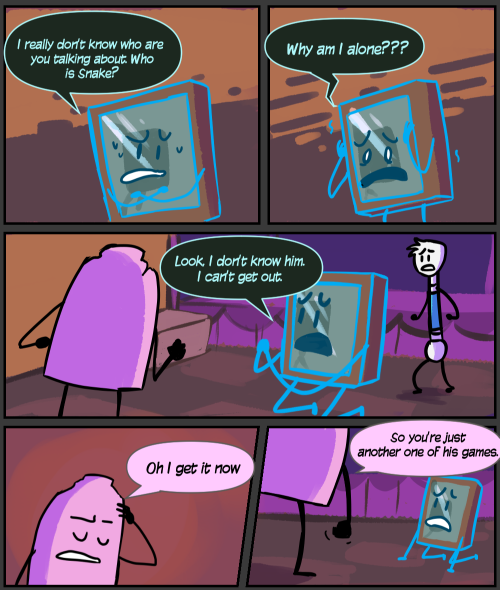 I really don't know who are
you talking about. Who
is Snake?
Why am I alone???
Look, I don't know him.
I can't get out.
Oh I get it now
So you're just
another one of his games.